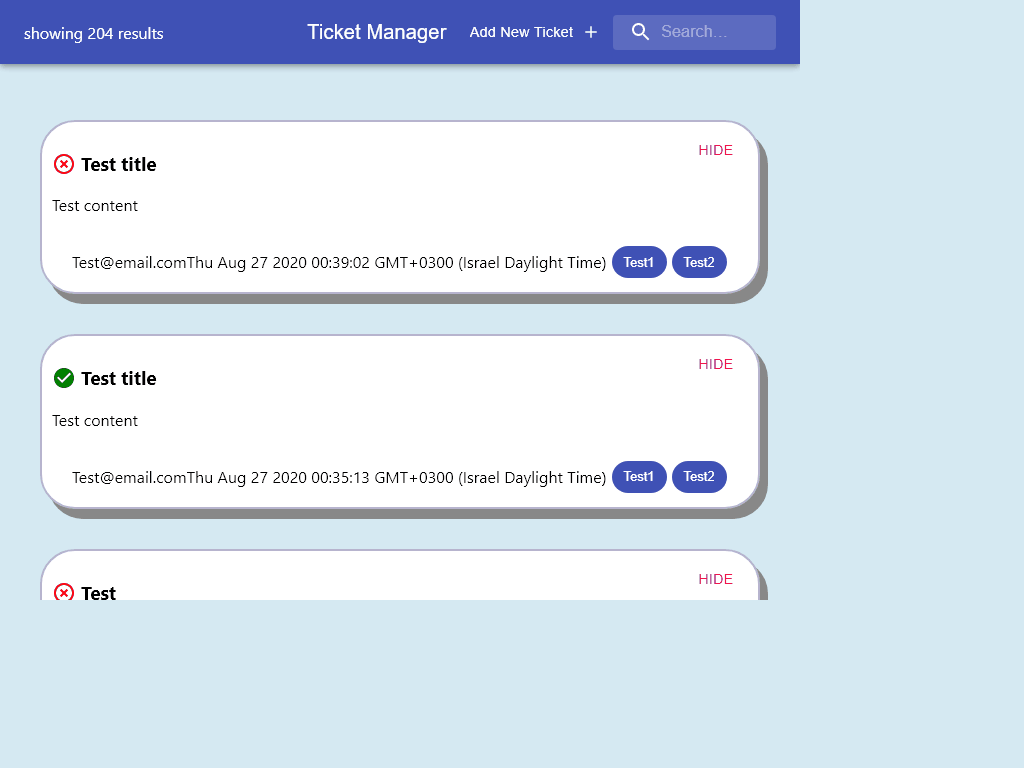 showing 204 results
Ticket Manager
Add New Ticket +
Search...
HIDE
Test title
Test content
Test@email.comThu Aug 27 2020 00:39:02 GMT+0300 (Israel Daylight Time) Test1 Test2
HIDE
Test title
Test content
Test@email.comThu Aug 27 2020 00:35:13 GMT+0300 (Israel Daylight Time) Test1 Test2
HIDE
Test